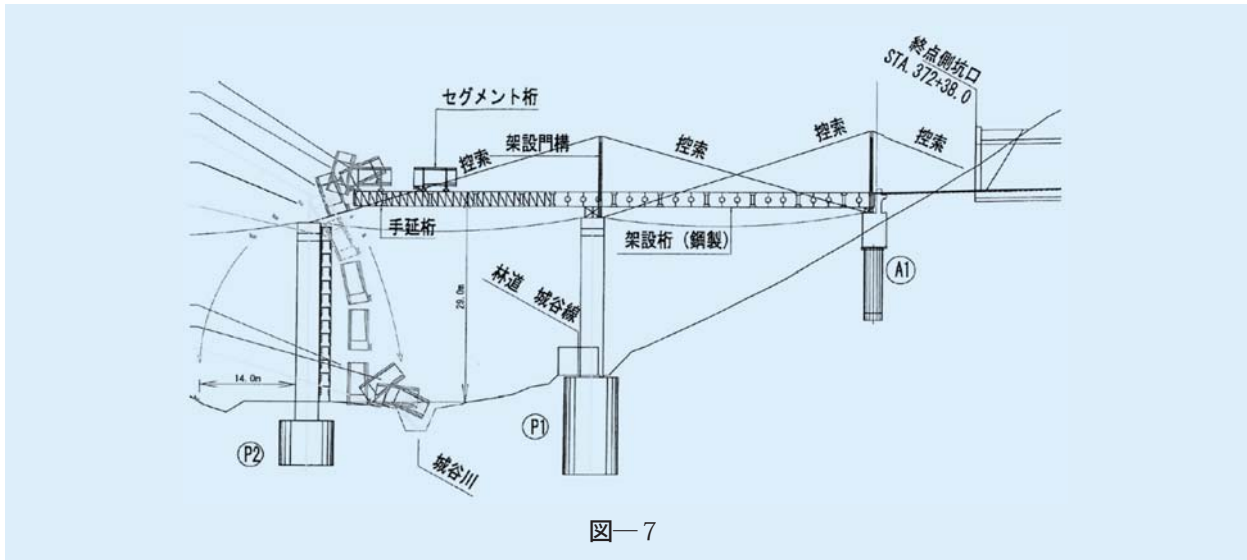 終点側坑口
STA. 372+38.0
セグメント桁
架設門構
控索
控索
控索
控索
手延桁
架設桁（鋼製）
林道　城谷線
29.0m
14.0m
A1
P1
P2
城谷川
図―7